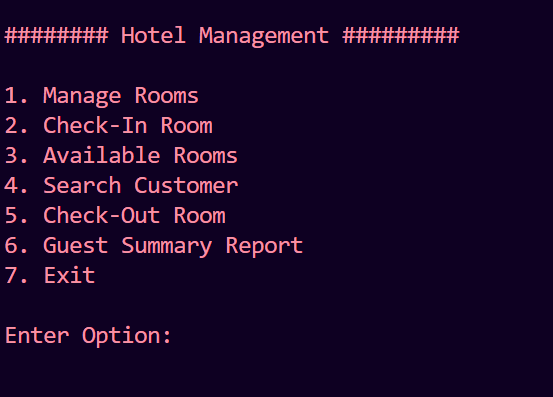 ######## Hotel Management #########
1. Manage Rooms
2. Check-In Room
3. Available Rooms
4. Search Customer
5. Check-Out Room
6. Guest Summary Report
7. Exit
Enter Option: